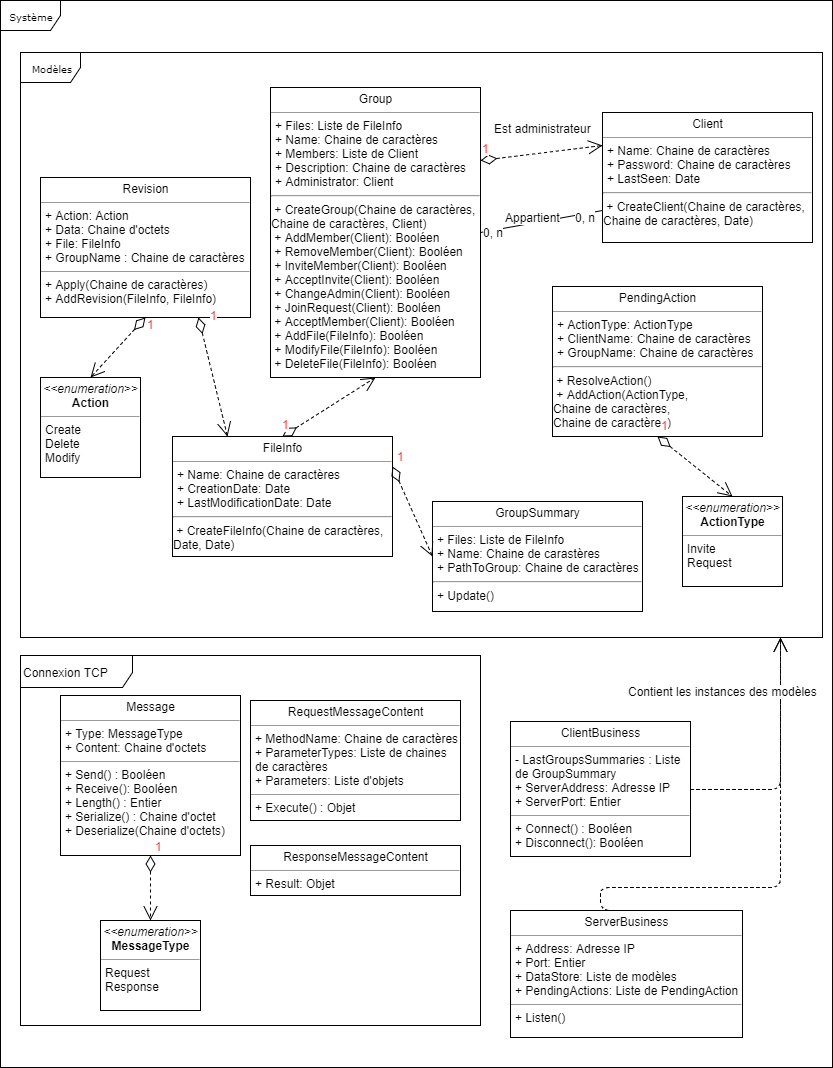 Système
Modèles
Group
+ Files: Liste de FileInfo
+ Name: Chaine de caractères
+ Members: Liste de Client
+ Description: Chaine de caractères
+ Administrator: Client
+ CreateGroup(Chaine de caractères,
Chaine de caractères, Client)
+ AddMember(Client): Booléen
+ RemoveMember(Client): Booléen
+ InviteMember(Client): Booléen
+ AcceptInvite(Client): Booléen
+ ChangeAdmin(Client): Booléen
+ JoinRequest(Client): Booléen
+ AcceptMember(Client): Booléen
+ AddFile(FileInfo): Booléen
+ ModifyFile(FileInfo): Booléen
+ DeleteFile(FileInfo): Booléen
1
Est administrateur
0, n
Appartient
0, n
Client
+ Name: Chaine de caractères
+ Password: Chaine de caractères
+ LastSeen: Date
+ CreateClient(Chaine de caractères,
Chaine de caractères, Date)
Revision
+ Action: Action
+ Data: Chaine d'octets
+ File: FileInfo
+ GroupName : Chaine de caractères
+ Apply(Chaine de caractères)
+ AddRevision(FileInfo, FileInfo)
1
1
<<enumeration>>
Action
Create
Delete
Modify
PendingAction
+ ActionType: ActionType
+ ClientName: Chaine de caractères
+ GroupName: Chaine de caractères
+ ResolveAction()
+ AddAction(ActionType,
Chaine de caractères,
Chaine de caractère )
1
1
FileInfo
+ Name: Chaine de caractères
+ CreationDate: Date
+ LastModificationDate: Date
+ CreateFileInfo(Chaine de caractères,
Date, Date)
1
GroupSummary
+ Files: Liste de FileInfo
+ Name: Chaine de carastères
+ PathToGroup: Chaine de caractères
+ Update()
<<enumeration>>
ActionType
Invite
Request
Connexion TCP
Message
+ Type: MessageType
+ Content: Chaine d'octets
+ Send() : Booléen
+ Receive(): Booléen
+ Length() : Entier
+ Serialize() : Chaine d'octet
+ Deserialize(Chaine d'octets)
1
<<enumeration>>
MessageType
Request
Response
RequestMessageContent
+ MethodName: Chaine de caractères
+ ParameterTypes: Liste de chaines
de caractères
+ Parameters: Liste d'objets
+ Execute() : Objet
ResponseMessageContent
+ Result: Objet
Contient les instances des modèles
ClientBusiness
- LastGroupsSummaries : Liste
de GroupSummary
+ ServerAddress: Adresse IP
+ ServerPort: Entier
+ Connect() : Booléen
+ Disconnect(): Booléen
ServerBusiness
+ Address: Adresse IP
+ Port: Entier
+ DataStore: Liste de modèles
+ PendingActions: Liste de PendingAction
+ Listen()